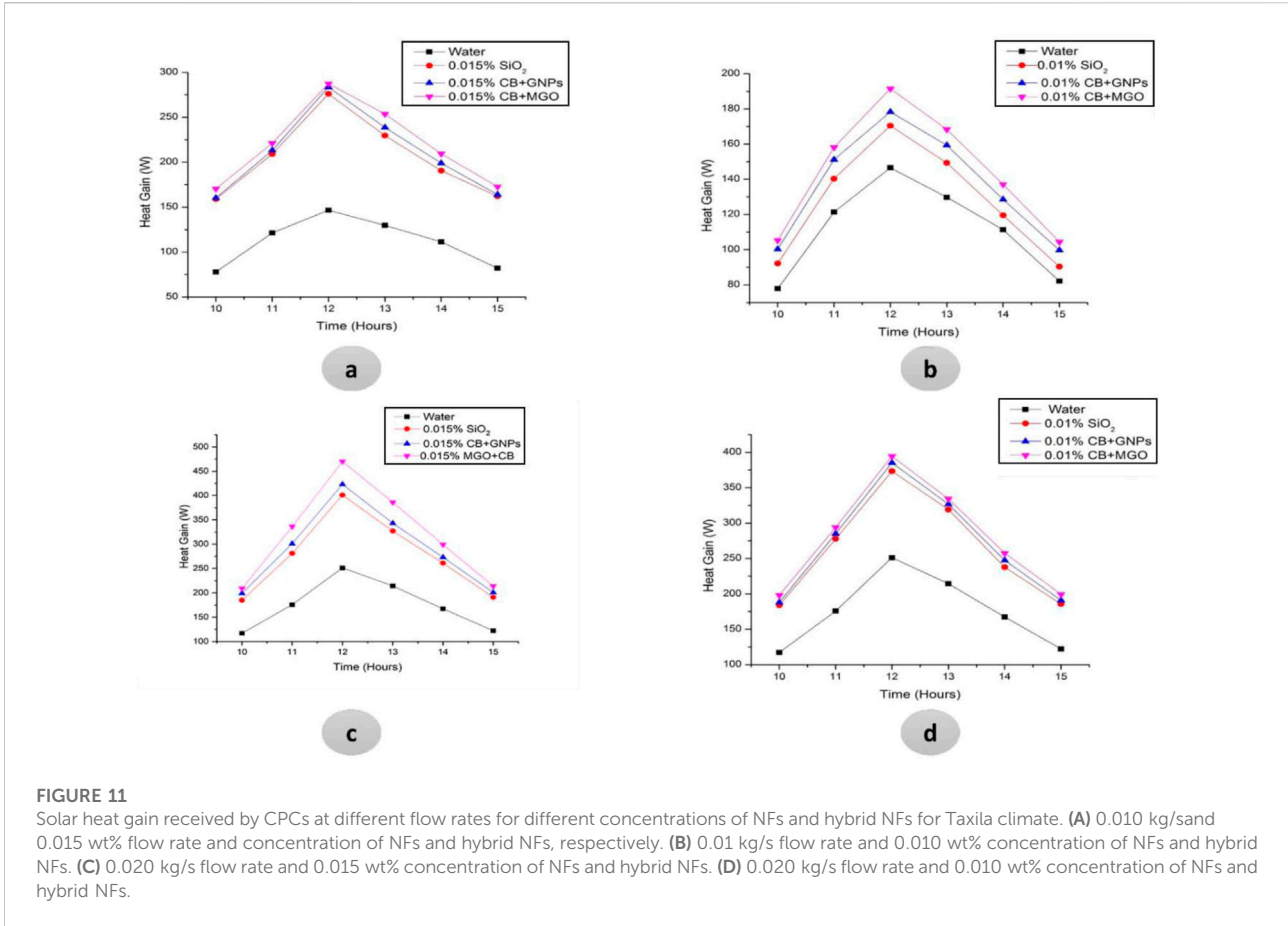 Water
0.015% SiO₂
0.015% CB+GNPs
0.015% CB+MGO
300
250
200
150
100
50
Heat Gain (W)
10 11 12 13 14 15
Time (Hours)
a
Water
0.01% SiO₂
0.01% CB+GNPs
0.01% CB+MGO
200
180
160
140
120
100
80
Heat Gain (W)
10 11 12 13 14 15
Time (Hours)
b
Water
0.015% SiO₂
0.015% CB+GNPs
0.015% MGO+CB
500
450
400
350
300
250
200
150
100
Heat Gain (W)
10 11 12 13 14 15
Time (Hours)
c
Water
0.01% SiO₂
0.01% CB+GNPs
0.01% CB+MGO
400
350
300
250
200
150
100
Heat Gain (W)
10 11 12 13 14 15
Time (Hours)
d
FIGURE 11
Solar heat gain received by CPCs at different flow rates for different concentrations of NFs and hybrid NFs for Taxila climate. (A) 0.010 kg/sand
0.015 wt% flow rate and concentration of NFs and hybrid NFs, respectively. (B) 0.01 kg/s flow rate and 0.010 wt% concentration of NFs and hybrid
NFs. (C) 0.020 kg/s flow rate and 0.015 wt% concentration of NFs and hybrid NFs. (D) 0.020 kg/s flow rate and 0.010 wt% concentration of NFs and
hybrid NFs.